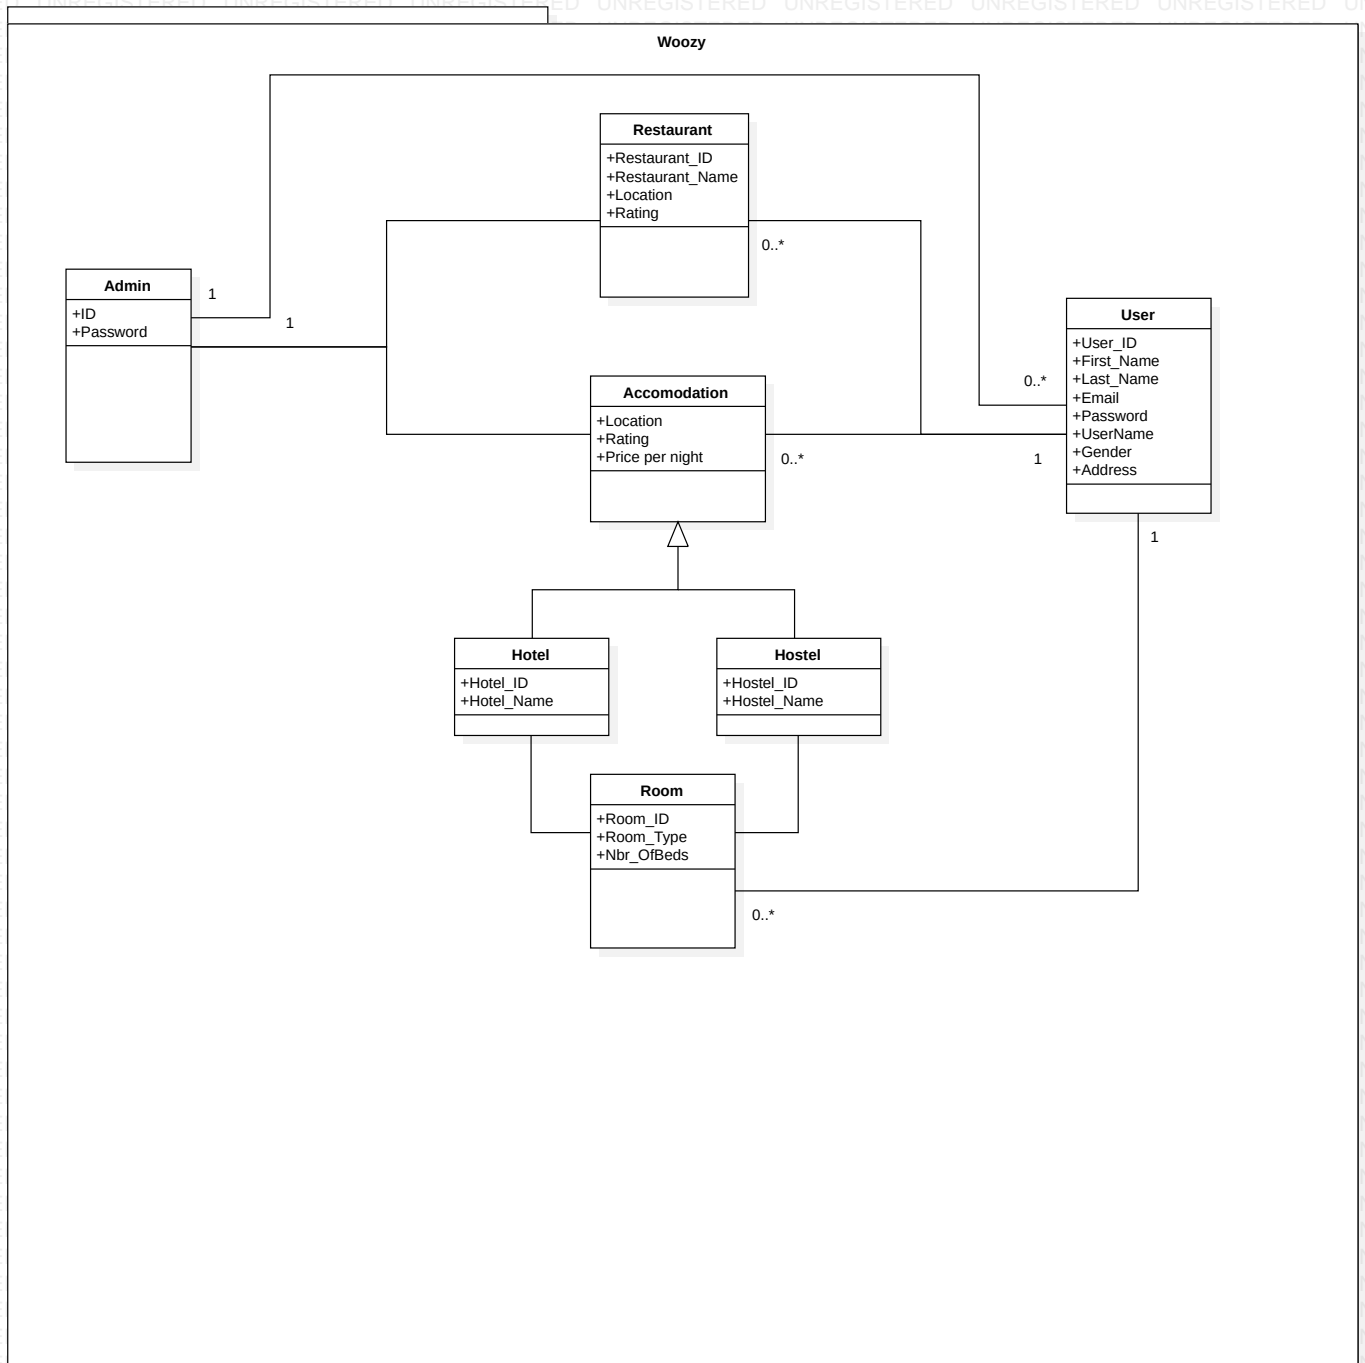 UNREGISTERED UNREGISTERED UNREGISTERED UNREGISTERED UNREGISTERED UNREGISTERED UNREGISTERED
Woozy
Restaurant
+Restaurant_ID
+Restaurant_Name
+Location
+Rating
0..*
Admin
+ID
+Password
1
1
User
+User_ID
+First_Name
+Last_Name
+Email
+Password
+UserName
+Gender
+Address
0..*
1
1
Accomodation
+Location
+Rating
+Price per night
0..*
Hotel
+Hotel_ID
+Hotel_Name
Hostel
+Hostel_ID
+Hostel_Name
Room
+Room_ID
+Room_Type
+Nbr_OfBeds
0..*